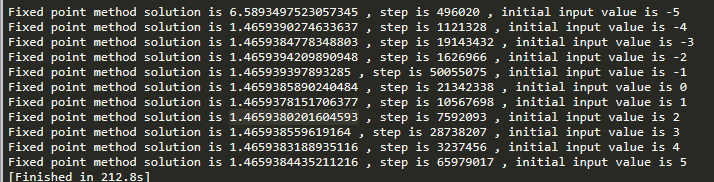 Fixed point method solution is 6.5893497523057345 , step is 496020 , initial input value is -5
Fixed point method solution is 1.4659390274633637 , step is 1121328 , initial input value is -4
Fixed point method solution is 1.4659384778348803 , step is 19143432 , initial input value is -3
Fixed point method solution is 1.4659394209890948 , step is 1626966 , initial input value is -2
Fixed point method solution is 1.465939397893285 , step is 50055075 , initial input value is -1
Fixed point method solution is 1.4659385890240484 , step is 21342338 , initial input value is 0
Fixed point method solution is 1.4659378151706377 , step is 10567698 , initial input value is 1
Fixed point method solution is 1.4659380201604593 , step is 7592093 , initial input value is 2
Fixed point method solution is 1.465938559619164 , step is 28738207 , initial input value is 3
Fixed point method solution is 1.4659383188935116 , step is 3237456 , initial input value is 4
Fixed point method solution is 1.4659384435211216 , step is 65979017 , initial input value is 5
[Finished in 212.8s]